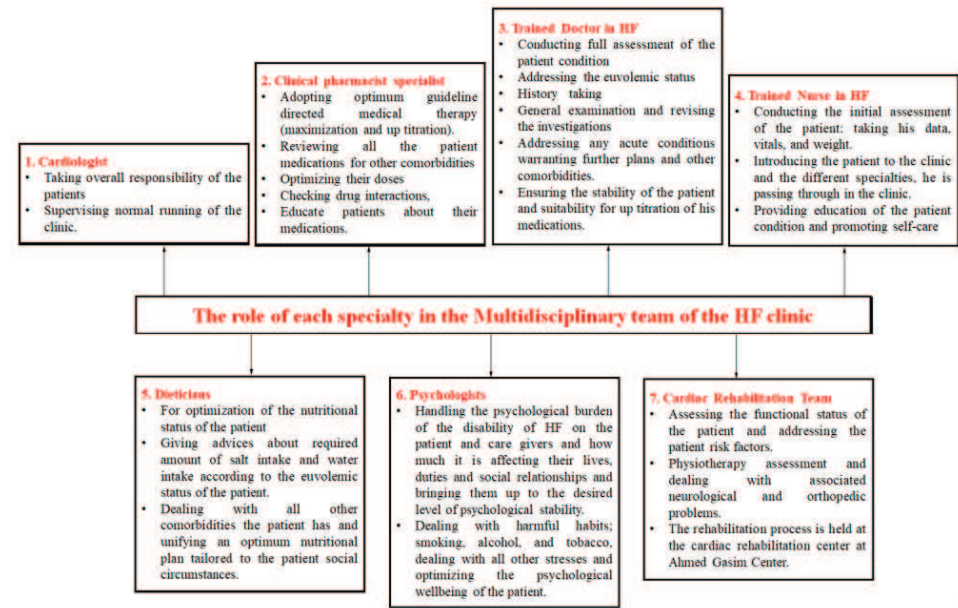 1. Cardiologist
• Taking overall responsibility of the
patients
• Supervising normal running of the
clinic.
2. Clinical pharmacist specialist
• Adopting optimum guideline
directed medical therapy
(maximization and up titration).
• Reviewing all the patient
medications for other comorbidities
• Optimizing their doses
• Checking drug interactions,
• Educate patients about their
medications.
3. Trained Doctor in HF
• Conducting full assessment of the
patient condition
• Addressing the euvolemic status
• History taking
• General examination and revising
the investigations
• Addressing any acute conditions
warranting further plans and other
comorbidities.
• Ensuring the stability of the patient
and suitability for up titration of his
medications.
4. Trained Nurse in HF
• Conducting the initial assessment
of the patient: taking his data,
vitals, and weight.
• Introducing the patient to the clinic
and the different specialties, he is
passing through in the clinic.
• Providing education of the patient
condition and promoting self-care
The role of each specialty in the Multidisciplinary team of the HF clinic
5. Dieticians
• For optimization of the nutritional
status of the patient
• Giving advices about required
amount of salt intake and water
intake according to the euvolemic
status of the patient.
• Dealing with all other
comorbidities the patient has and
unifying an optimum nutritional
plan tailored to the patient social
circumstances.
6. Psychologists
• Handling the psychological burden
of the disability of HF on the
patient and care givers and how
much it is affecting their lives,
duties and social relationships and
bringing them up to the desired
level of psychological stability.
• Dealing with harmful habits;
smoking, alcohol, and tobacco,
dealing with all other stresses and
optimizing the psychological
wellbeing of the patient.
7. Cardiac Rehabilitation Team
• Assessing the functional status of
the patient and addressing the
patient risk factors.
• Physiotherapy assessment and
dealing with associated
neurological and orthopedic
problems.
• The rehabilitation process is held at
the cardiac rehabilitation center at
Ahmed Gasim Center.